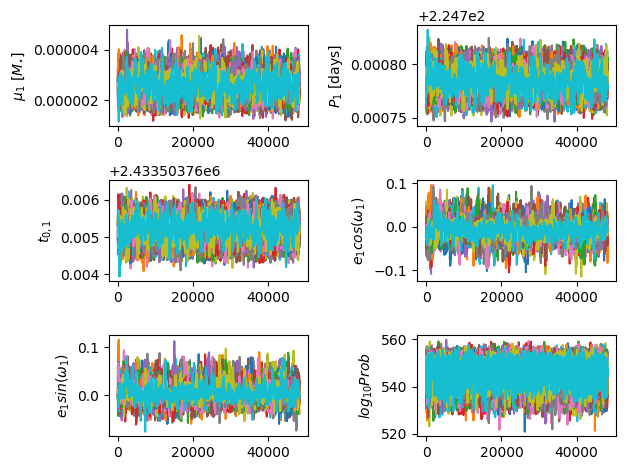 +2.247e2
0.000004
0.000002
μ₁ [M⋆]
0 20000 40000
0.00080
0.00075
P₁ [days]
0 20000 40000
+2.43350376e6
0.006
0.005
0.004
t₀,₁
0 20000 40000
0.1
0.0
−0.1
e₁cos(ω₁)
0 20000 40000
0.1
0.0
e₁sin(ω₁)
0 20000 40000
560
540
520
log₁₀Prob
0 20000 40000